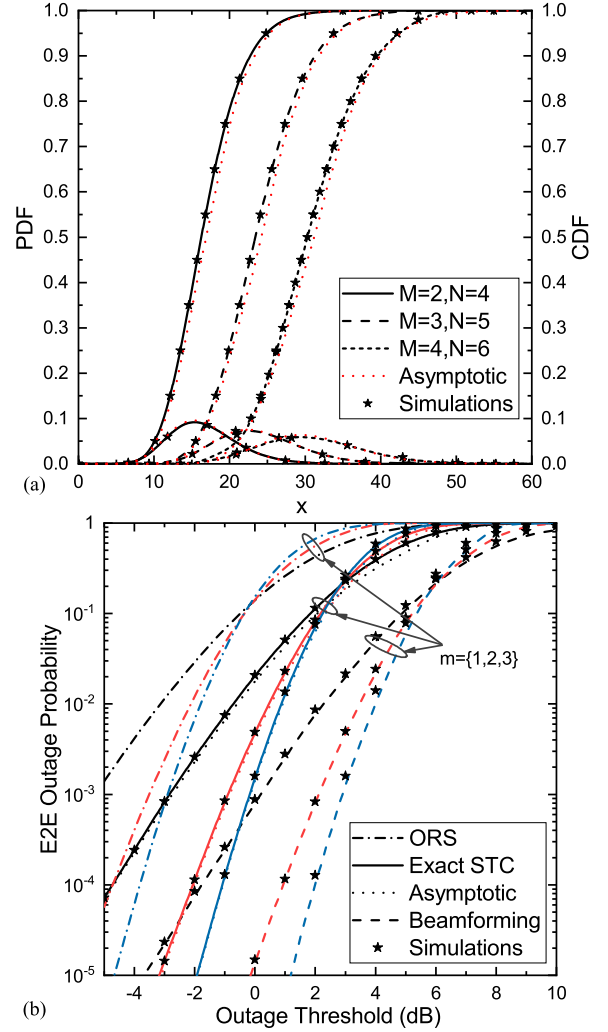 PDF
CDF
1.0 1.0
0.9 0.9
0.8 0.8
0.7 0.7
0.6 0.6
0.5 0.5
0.4 0.4
0.3 0.3
0.2 0.2
0.1 0.1
0.0 0.0
M=2,N=4
M=3,N=5
M=4,N=6
Asymptotic
Simulations
0 10 20 30 40 50 60
(a)
x
E2E Outage Probability
1
10^-1
10^-2
10^-3
10^-4
10^-5
m={1,2,3}
ORS
Exact STC
Asymptotic
Beamforming
Simulations
-4 -2 0 2 4 6 8 10
(b)
Outage Threshold (dB)